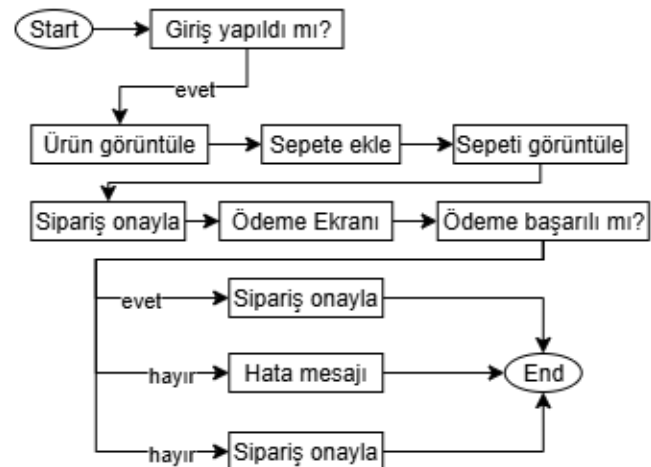 Start
Giriş yapıldı mı?
evet
Ürün görüntüle
Sepete ekle
Sepeti görüntüle
Sipariş onayla
Ödeme Ekranı
Ödeme başarılı mı?
evet
Sipariş onayla
hayır
Hata mesajı
End
hayır
Sipariş onayla